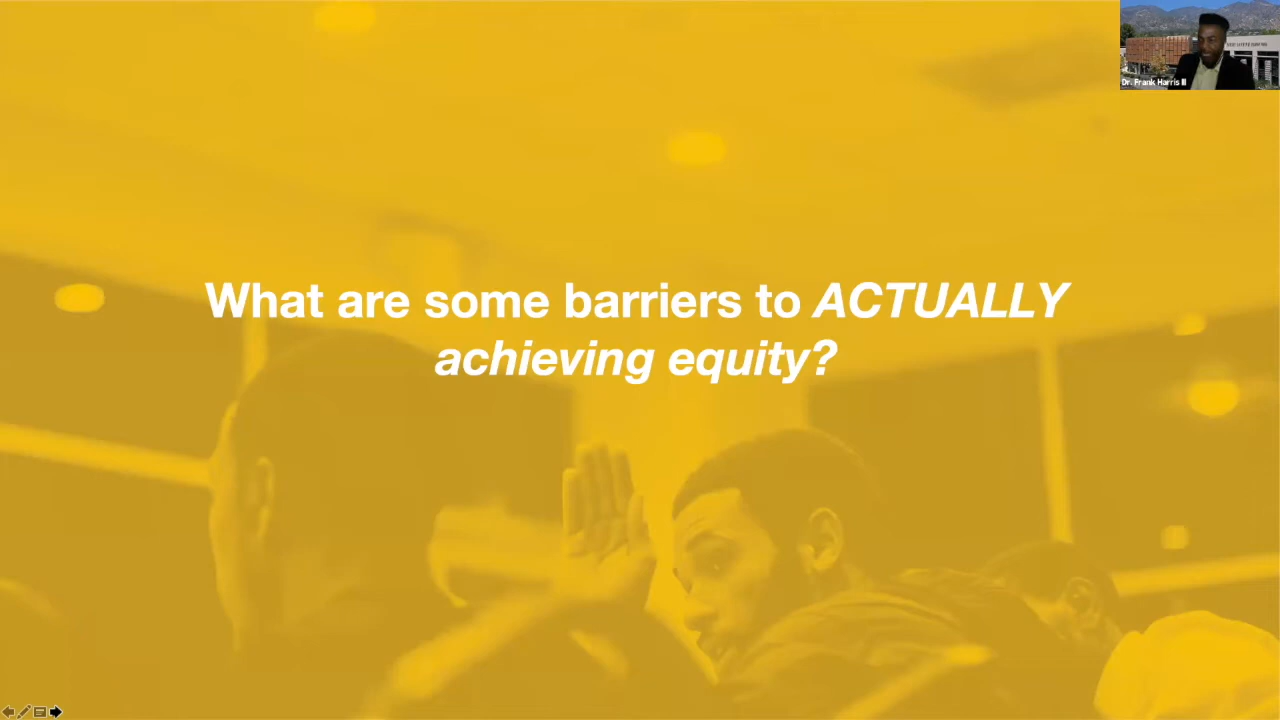 Dr. Frank Harris III
What are some barriers to ACTUALLY
achieving equity?